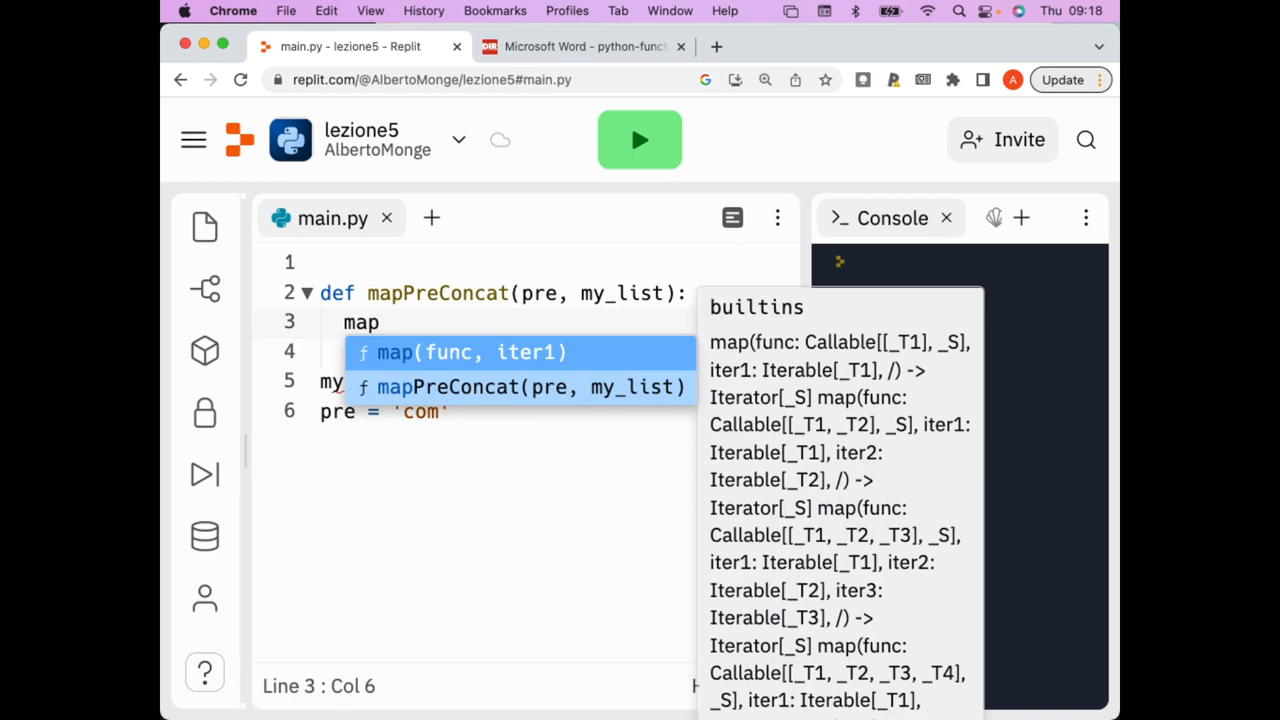 Chrome File Edit View History Bookmarks Profiles Tab Window Help Thu 09:18
main.py - lezione5 - Replit DIR Microsoft Word - python-funct
replit.com/@AlbertoMonge/lezione5#main.py A Update
lezione5
AlbertoMonge
Invite
main.py
Console
1
2 def mapPreConcat(pre, my_list):
3 map
4
5 my
6 pre = 'com'
map(func, iter1)
mapPreConcat(pre, my_list)
builtins
map(func: Callable[[_T1], _S],
iter1: Iterable[_T1], /) ->
Iterator[_S] map(func:
Callable[[_T1, _T2], _S], iter1:
Iterable[_T1], iter2:
Iterable[_T2], /) ->
Iterator[_S] map(func:
Callable[[_T1, _T2, _T3], _S],
iter1: Iterable[_T1], iter2:
Iterable[_T2], iter3:
Iterable[_T3], /) ->
Iterator[_S] map(func:
Callable[[_T1, _T2, _T3, _T4],
_S], iter1: Iterable[_T1],
?
Line 3 : Col 6